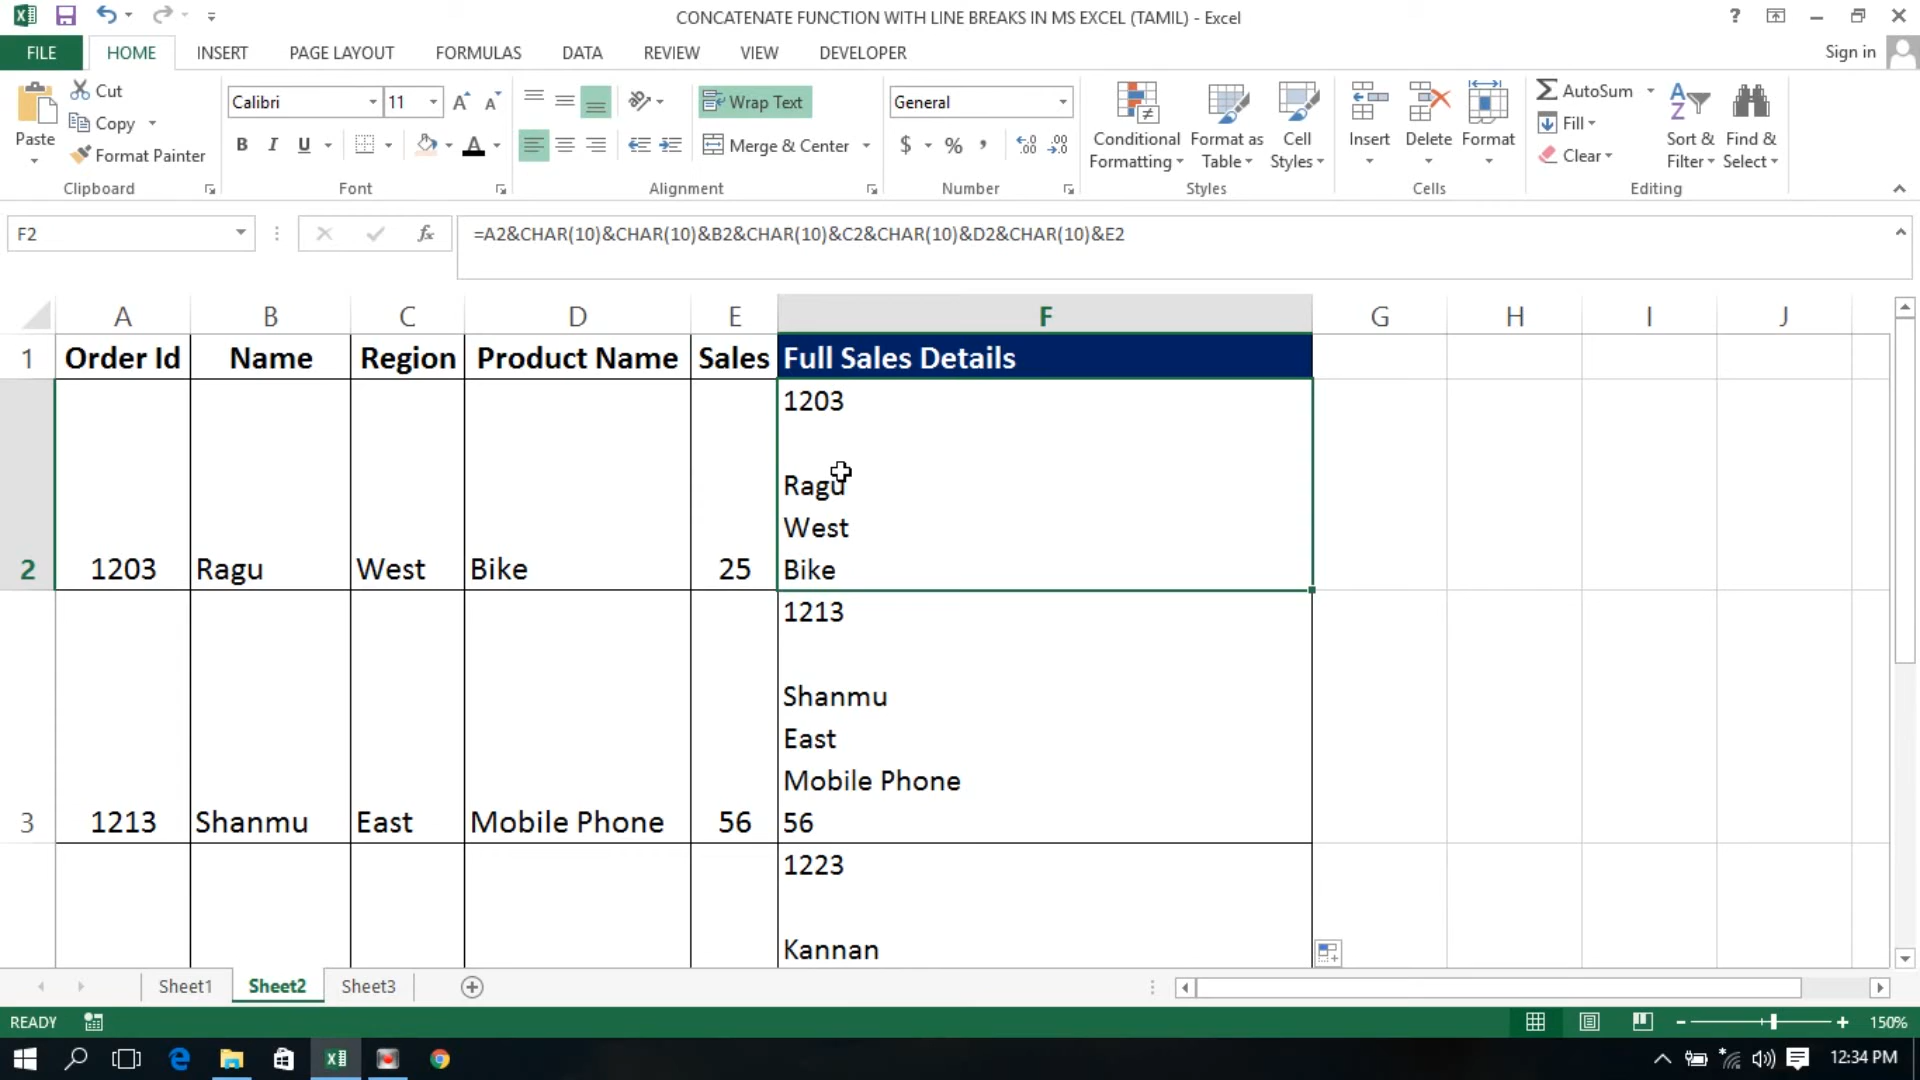 CONCATENATE FUNCTION WITH LINE BREAKS IN MS EXCEL (TAMIL) - Excel
?
FILE HOME INSERT PAGE LAYOUT FORMULAS DATA REVIEW VIEW DEVELOPER Sign in
Paste
Cut
Copy
Format Painter
Clipboard
Calibri 11
B I U A
Font
Wrap Text
Merge & Center
Alignment
General
$ % ,
Number
Conditional Formatting
Format as Table
Cell Styles
Styles
Insert
Delete
Format
Cells
AutoSum
Fill
Clear
Sort & Filter
Find & Select
Editing
F2 fx =A2&CHAR(10)&CHAR(10)&B2&CHAR(10)&C2&CHAR(10)&D2&CHAR(10)&E2
A B C D E F G H I J
1 Order Id Name Region Product Name Sales Full Sales Details
1203
Ragu
West
2 1203 Ragu West Bike 25 Bike
1213
Shanmu
East
Mobile Phone
3 1213 Shanmu East Mobile Phone 56 56
1223
Kannan
Sheet1 Sheet2 Sheet3
READY 150%
12:34 PM